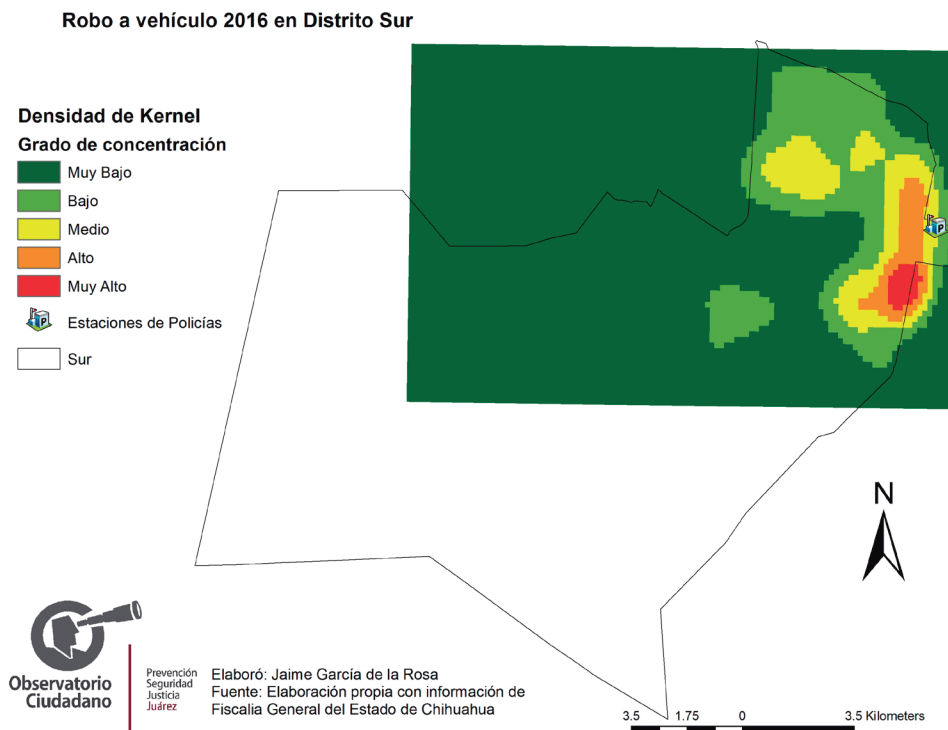 Robo a vehículo 2016 en Distrito Sur
Densidad de Kernel
Grado de concentración
Muy Bajo
Bajo
Medio
Alto
Muy Alto
P
Estaciones de Policías
Sur
P
N
Observatorio
Ciudadano
Prevención
Seguridad
Justicia
Juárez
Elaboró: Jaime García de la Rosa
Fuente: Elaboración propia con información de
Fiscalia General del Estado de Chihuahua
3.5 1.75 0 3.5 Kilometers